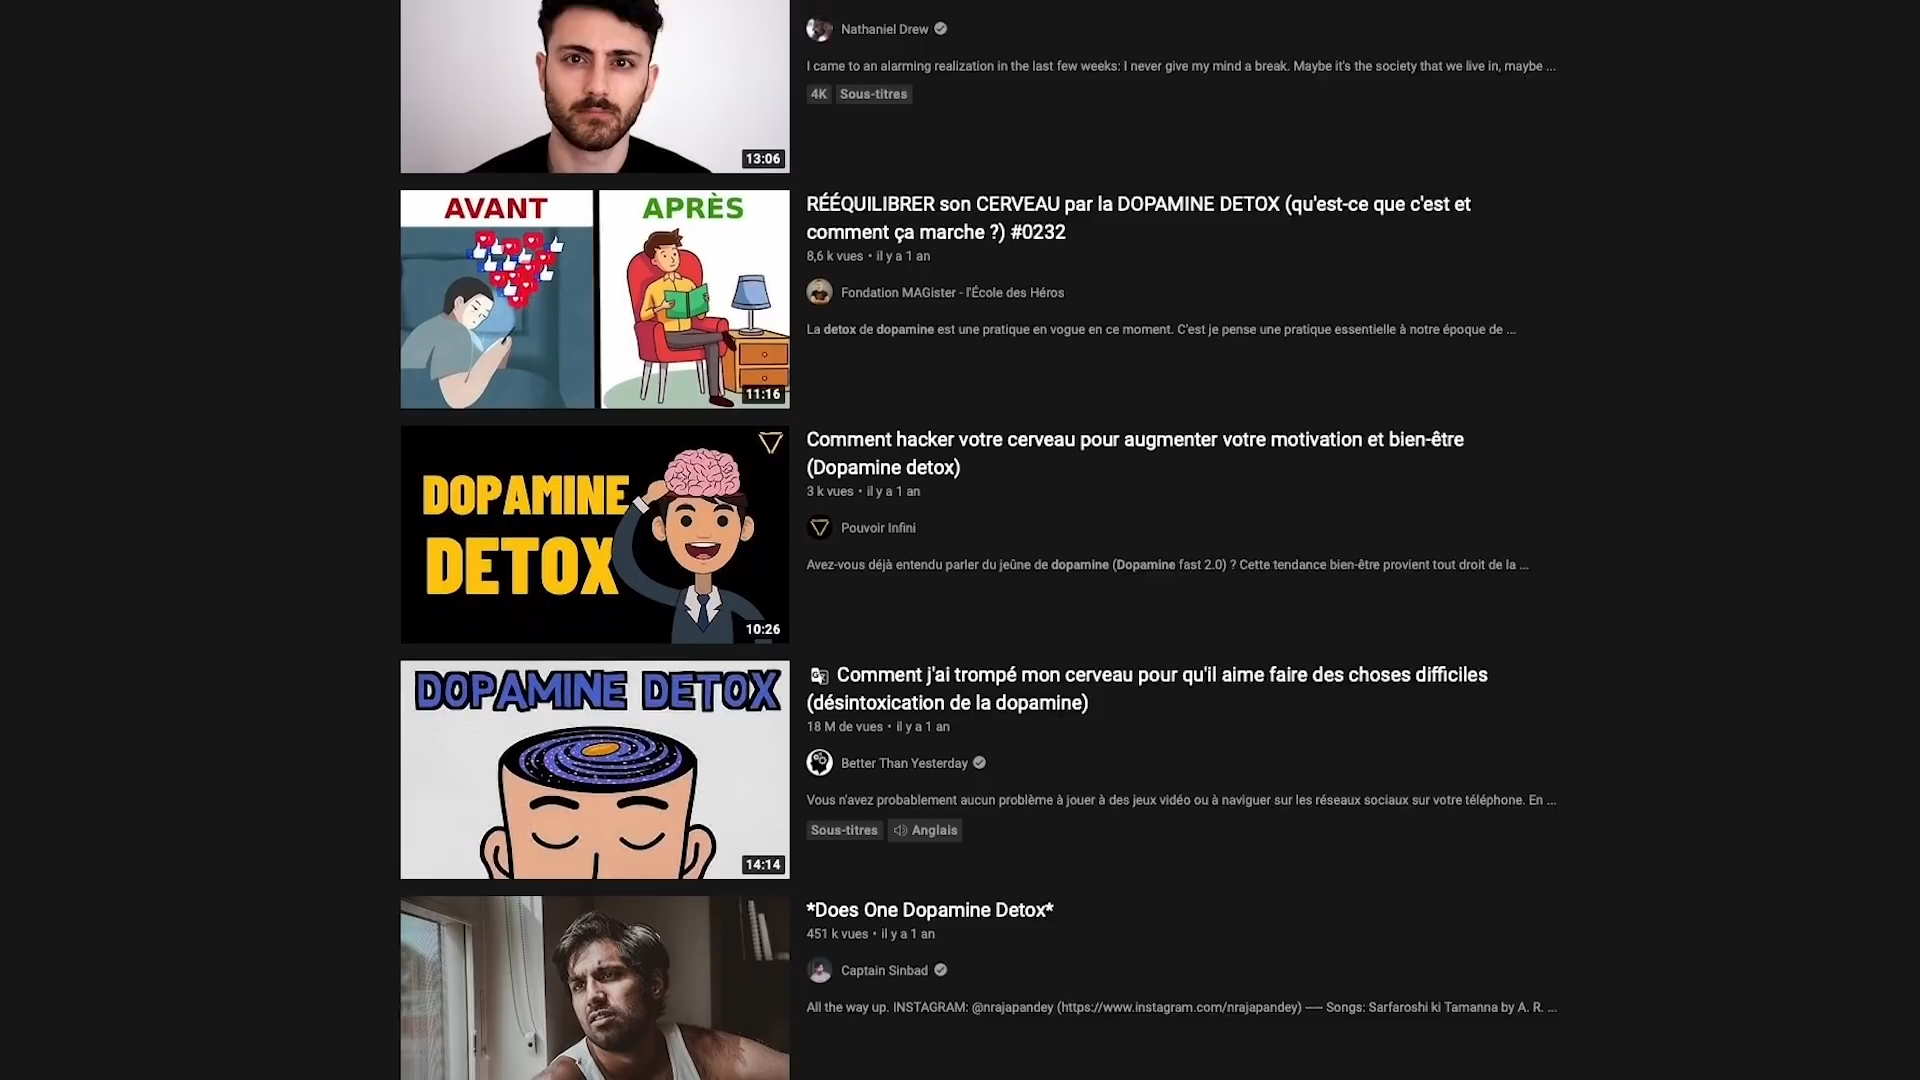 Nathaniel Drew
I came to an alarming realization in the last few weeks: I never give my mind a break. Maybe it's the society that we live in, maybe ...
4K Sous-titres
13:06
AVANT APRÈS
11:16
RÉÉQUILIBRER son CERVEAU par la DOPAMINE DETOX (qu'est-ce que c'est et
comment ça marche ?) #0232
8,6 k vues • il y a 1 an
Fondation MAGister - l'École des Héros
La detox de dopamine est une pratique en vogue en ce moment. C'est je pense une pratique essentielle à notre époque de ...
DOPAMINE
DETOX
10:26
Comment hacker votre cerveau pour augmenter votre motivation et bien-être
(Dopamine detox)
3 k vues • il y a 1 an
Pouvoir Infini
Avez-vous déjà entendu parler du jeûne de dopamine (Dopamine fast 2.0) ? Cette tendance bien-être provient tout droit de la ...
DOPAMINE DETOX
14:14
Comment j'ai trompé mon cerveau pour qu'il aime faire des choses difficiles
(désintoxication de la dopamine)
18 M de vues • il y a 1 an
Better Than Yesterday
Vous n'avez probablement aucun problème à jouer à des jeux vidéo ou à naviguer sur les réseaux sociaux sur votre téléphone. En ...
Sous-titres Anglais
*Does One Dopamine Detox*
451 k vues • il y a 1 an
Captain Sinbad
All the way up. INSTAGRAM: @nrajapandey (https://www.instagram.com/nrajapandey) ---- Songs: Sarfaroshi ki Tamanna by A. R. ...